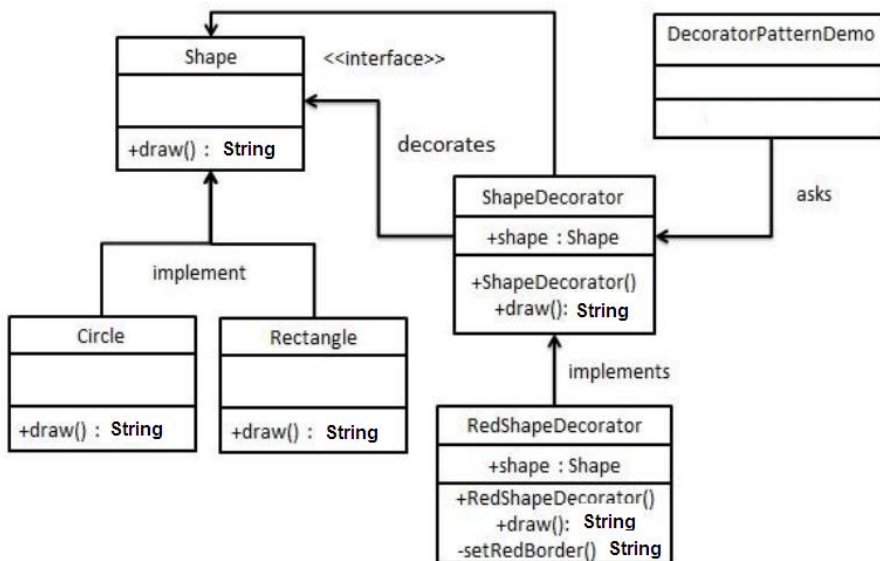 Shape
<<interface>>
+draw() : String
DecoratorPatternDemo
decorates
asks
ShapeDecorator
+shape : Shape
+ShapeDecorator()
+draw(): String
implement
Circle
+draw() : String
Rectangle
+draw() : String
implements
RedShapeDecorator
+shape : Shape
+RedShapeDecorator()
+draw(): String
-setRedBorder() String